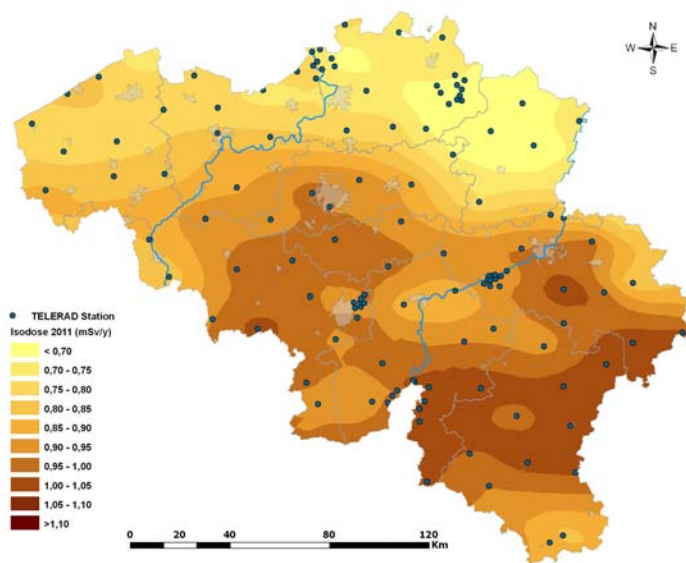 N
W E
S
TELERAD Station
Isodose 2011 (mSv/y)
< 0,70
0,70 - 0,75
0,75 - 0,80
0,80 - 0,85
0,85 - 0,90
0,90 - 0,95
0,95 - 1,00
1,00 - 1,05
1,05 - 1,10
>1,10
0 40 80 120
Km